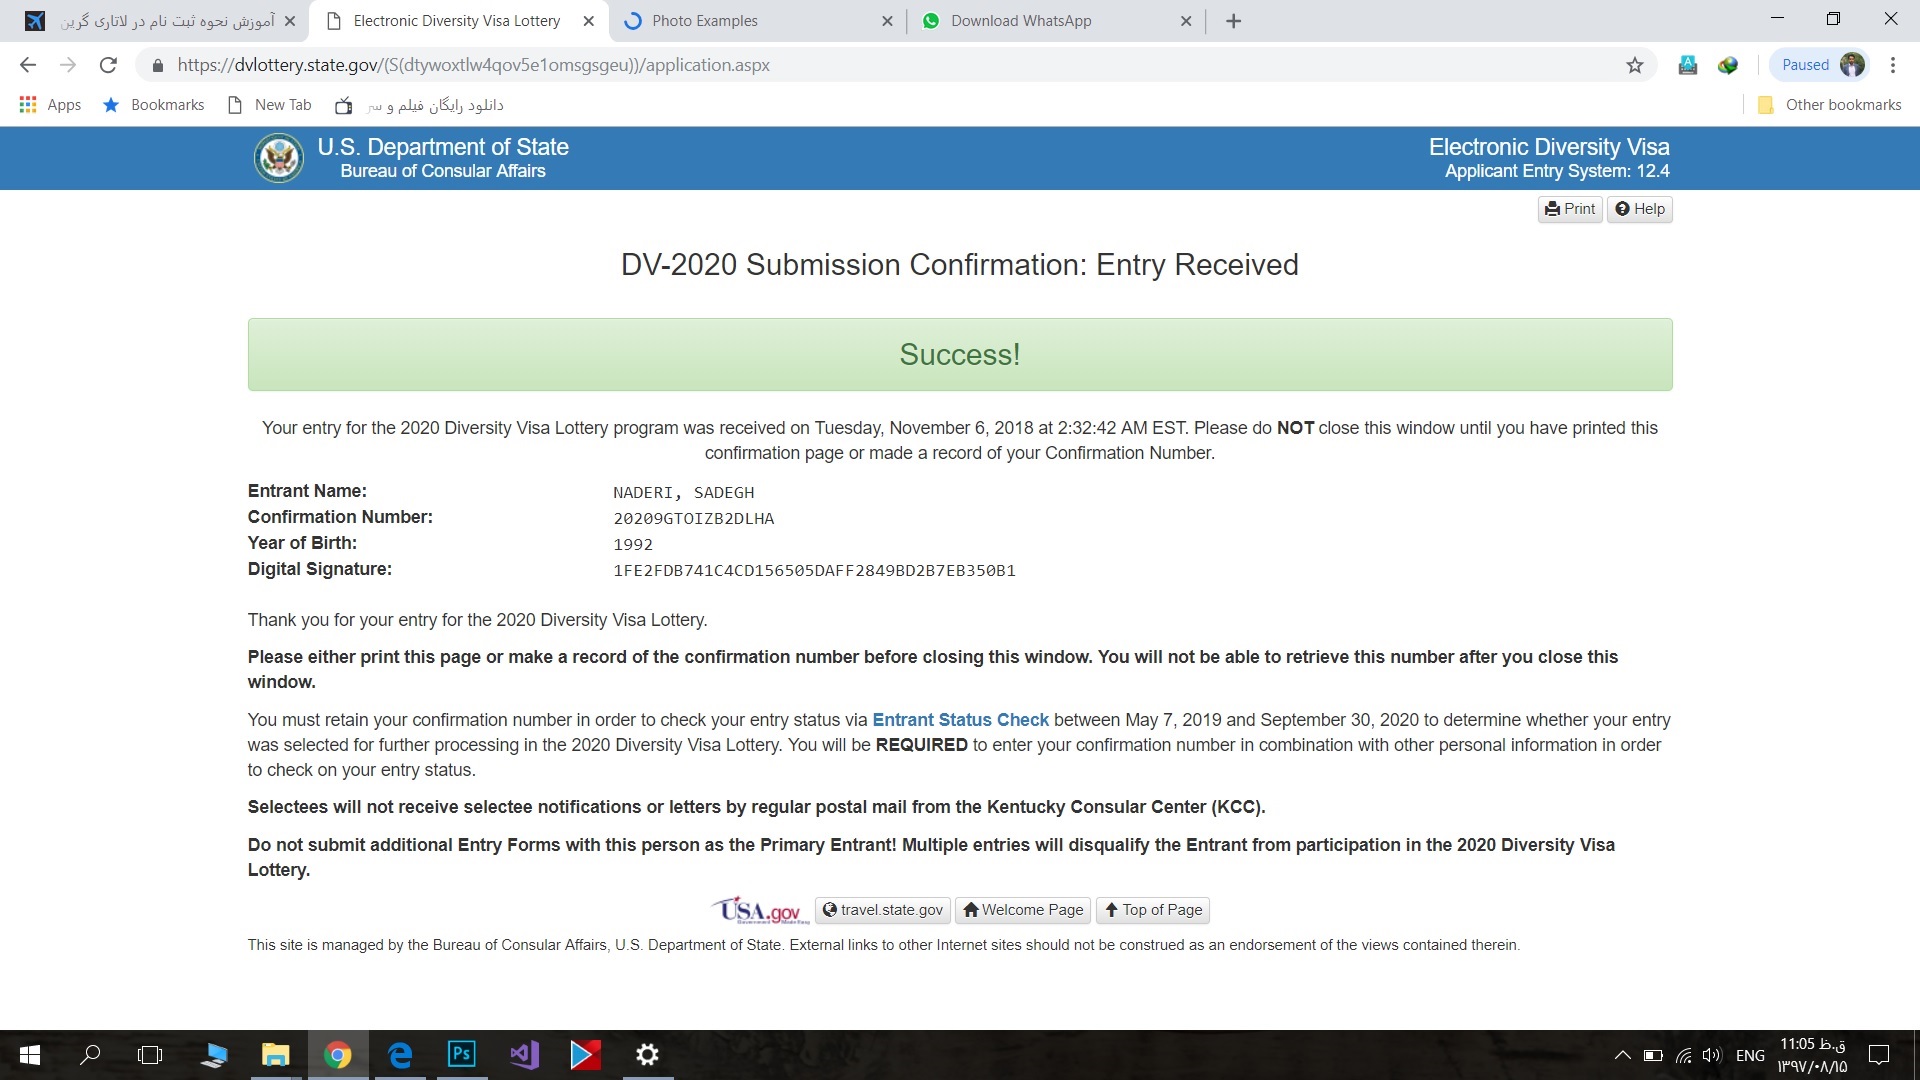 آموزش نحوه ثبت نام در لاتاری گرین
Electronic Diversity Visa Lottery
Photo Examples
Download WhatsApp
https://dvlottery.state.gov/(S(dtywoxtlw4qov5e1omsgsgeu))/application.aspx
Paused
Apps
Bookmarks
New Tab
دانلود رایگان فیلم و سر
Other bookmarks
U.S. Department of State
Bureau of Consular Affairs
Electronic Diversity Visa
Applicant Entry System: 12.4
Print
Help
DV-2020 Submission Confirmation: Entry Received
Success!
Your entry for the 2020 Diversity Visa Lottery program was received on Tuesday, November 6, 2018 at 2:32:42 AM EST. Please do NOT close this window until you have printed this
confirmation page or made a record of your Confirmation Number.
Entrant Name: NADERI, SADEGH
Confirmation Number: 20209GTOIZB2DLHA
Year of Birth: 1992
Digital Signature: 1FE2FDB741C4CD156505DAFF2849BD2B7EB350B1
Thank you for your entry for the 2020 Diversity Visa Lottery.
Please either print this page or make a record of the confirmation number before closing this window. You will not be able to retrieve this number after you close this
window.
You must retain your confirmation number in order to check your entry status via Entrant Status Check between May 7, 2019 and September 30, 2020 to determine whether your entry
was selected for further processing in the 2020 Diversity Visa Lottery. You will be REQUIRED to enter your confirmation number in combination with other personal information in order
to check on your entry status.
Selectees will not receive selectee notifications or letters by regular postal mail from the Kentucky Consular Center (KCC).
Do not submit additional Entry Forms with this person as the Primary Entrant! Multiple entries will disqualify the Entrant from participation in the 2020 Diversity Visa
Lottery.
USA.gov
travel.state.gov
Welcome Page
Top of Page
This site is managed by the Bureau of Consular Affairs, U.S. Department of State. External links to other Internet sites should not be construed as an endorsement of the views contained therein.
Ps
ENG
11:05 ق.ظ
۱۳۹۷/۰۸/۱۵